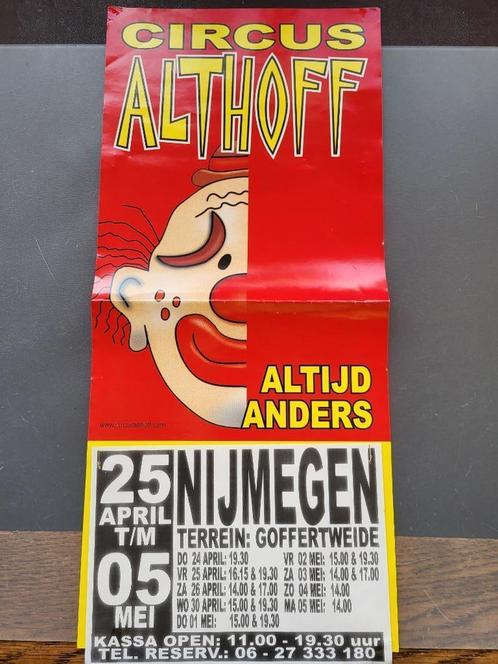 CIRCUS
ALTHOFF
ALTIJD
ANDERS
25
APRIL
T/M
05
MEI
NIJMEGEN
TERREIN: GOFFERTWEIDE
DO 24 APRIL: 19.30
VR 25 APRIL: 16.15 & 19.30
ZA 26 APRIL: 14.00 & 17.00
WO 30 APRIL: 15.00 & 19.30
DO 01 MEI: 15.00 & 19.30
VR 02 MEI: 15.00 & 19.30
ZA 03 MEI: 14.00 & 17.00
ZO 04 MEI: 14.00
MA 05 MEI: 14.00
KASSA OPEN: 11.00 - 19.30 uur
TEL. RESERV.: 06 - 27 333 180